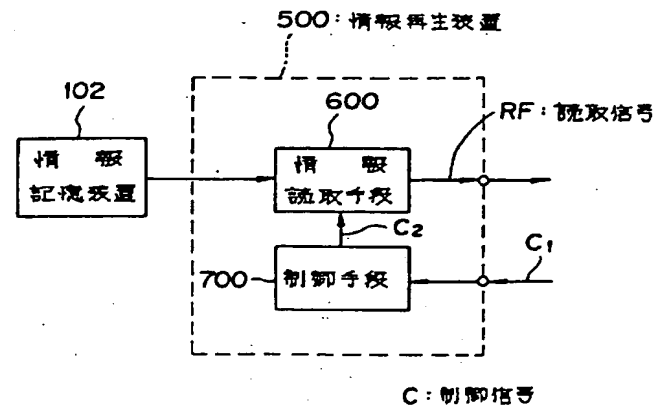 500:情報再生装置
102
600
RF:読取信号
情報
記憶装置
情報
読取手段
C2
C1
700
制御手段
C:制御信号